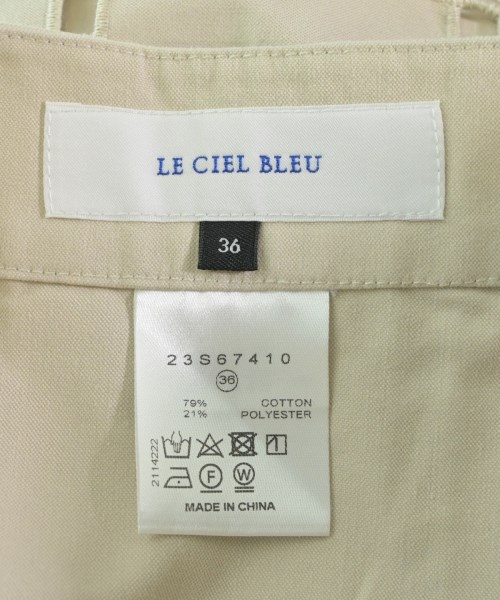 LE CIEL BLEU
36
23S67410
36
79% COTTON
21% POLYESTER
2114222
F W
MADE IN CHINA